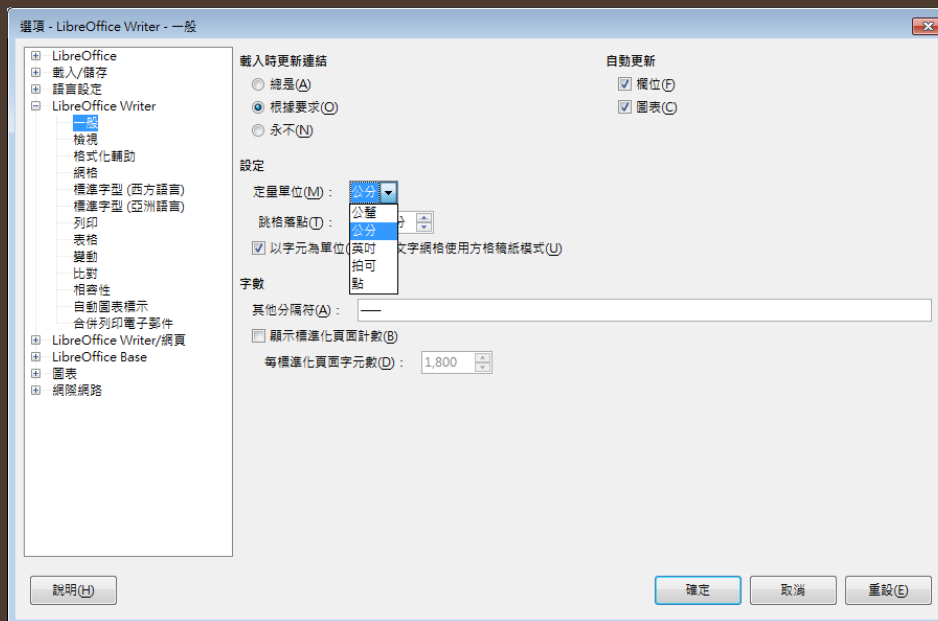 選項 - LibreOffice Writer - 一般
LibreOffice
載入/儲存
語言設定
LibreOffice Writer
一般
檢視
格式化輔助
網格
標準字型 (西方語言)
標準字型 (亞洲語言)
列印
表格
變動
比對
相容性
自動圖表標示
合併列印電子郵件
LibreOffice Writer/網頁
LibreOffice Base
圖表
網際網路
載入時更新連結
總是(A)
根據要求(O)
永不(N)
自動更新
欄位(F)
圖表(C)
設定
定量單位(M)： 公分
公釐
公分
英吋
拍可
點
跳格落點(T)： 分
以字元為單位( 文字網格使用方格稿紙模式(U)
字數
其他分隔符(A)： —
顯示標準化頁面計數(B)
每標準化頁面字元數(D)： 1,800
說明(H)
確定
取消
重設(E)